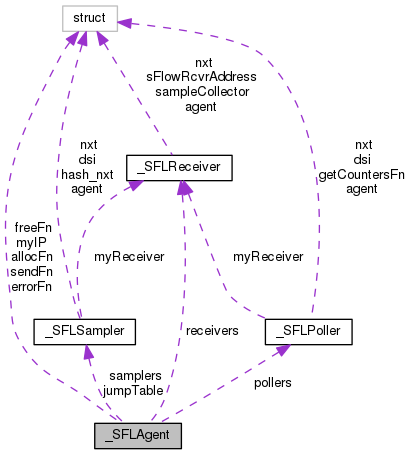 struct
nxt
sFlowRcvrAddress
sampleCollector
agent
nxt
dsi
hash_nxt
agent
nxt
dsi
getCountersFn
agent
_SFLReceiver
freeFn
myIP
allocFn
sendFn
errorFn
myReceiver
myReceiver
_SFLSampler
receivers
_SFLPoller
samplers
jumpTable
pollers
_SFLAgent